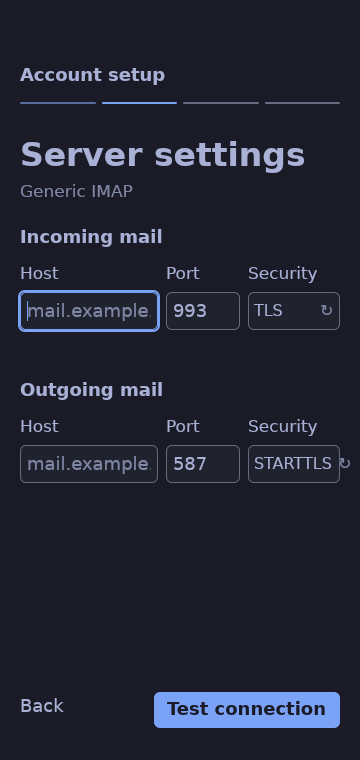 Account setup
Server settings
Generic IMAP
Incoming mail
Host Port Security
mail.example. 993 TLS ↻
Outgoing mail
Host Port Security
mail.example. 587 STARTTLS ↻
Back Test connection